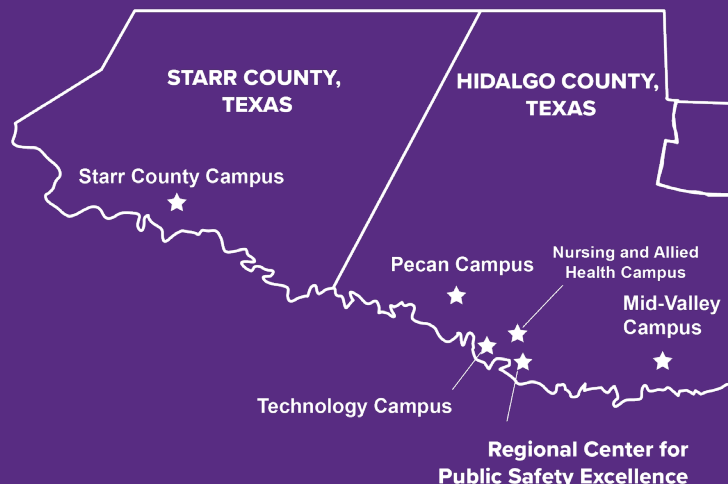 STARR COUNTY,
TEXAS
HIDALGO COUNTY,
TEXAS
Starr County Campus
Pecan Campus
Nursing and Allied
Health Campus
Mid-Valley
Campus
Technology Campus
Regional Center for
Public Safety Excellence